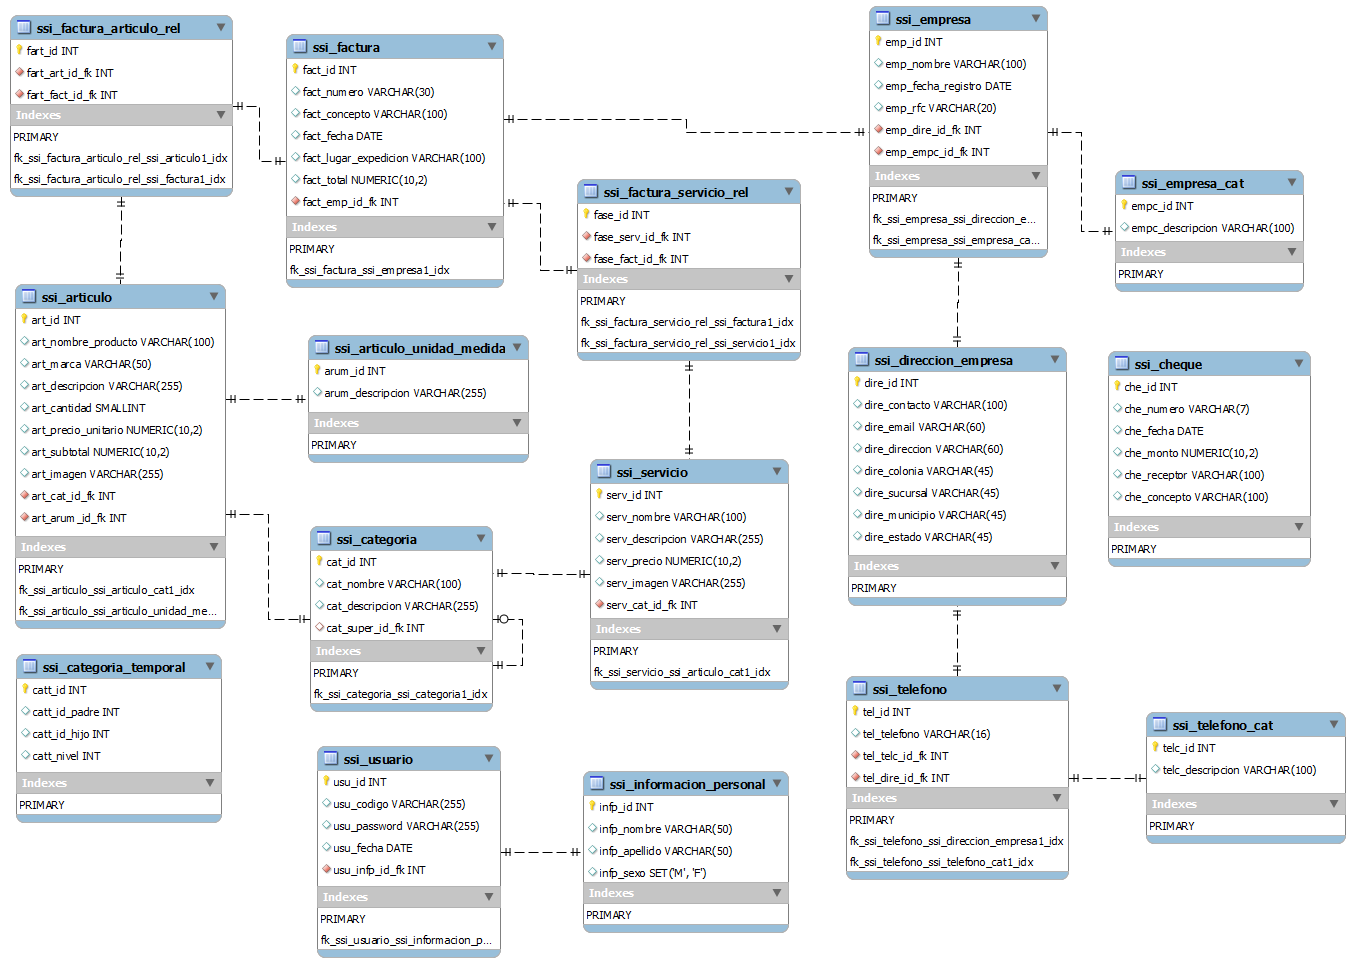 ssi_factura_articulo_rel
fart_id INT
fart_art_id_fk INT
fart_fact_id_fk INT
Indexes
PRIMARY
fk_ssi_factura_articulo_rel_ssi_articulo1_idx
fk_ssi_factura_articulo_rel_ssi_factura1_idx
ssi_factura
fact_id INT
fact_numero VARCHAR(30)
fact_concepto VARCHAR(100)
fact_fecha DATE
fact_lugar_expedicion VARCHAR(100)
fact_total NUMERIC(10,2)
fact_emp_id_fk INT
Indexes
PRIMARY
fk_ssi_factura_ssi_empresa1_idx
ssi_empresa
emp_id INT
emp_nombre VARCHAR(100)
emp_fecha_registro DATE
emp_rfc VARCHAR(20)
emp_dire_id_fk INT
emp_empc_id_fk INT
Indexes
PRIMARY
fk_ssi_empresa_ssi_direccion_e...
fk_ssi_empresa_ssi_empresa_ca...
ssi_factura_servicio_rel
fase_id INT
fase_serv_id_fk INT
fase_fact_id_fk INT
Indexes
PRIMARY
fk_ssi_factura_servicio_rel_ssi_factura1_idx
fk_ssi_factura_servicio_rel_ssi_servicio1_idx
ssi_empresa_cat
empc_id INT
empc_descripcion VARCHAR(100)
Indexes
PRIMARY
ssi_articulo
art_id INT
art_nombre_producto VARCHAR(100)
art_marca VARCHAR(50)
art_descripcion VARCHAR(255)
art_cantidad SMALLINT
art_precio_unitario NUMERIC(10,2)
art_subtotal NUMERIC(10,2)
art_imagen VARCHAR(255)
art_cat_id_fk INT
art_arum_id_fk INT
Indexes
PRIMARY
fk_ssi_articulo_ssi_articulo_cat1_idx
fk_ssi_articulo_ssi_articulo_unidad_me...
ssi_articulo_unidad_medida
arum_id INT
arum_descripcion VARCHAR(255)
Indexes
PRIMARY
ssi_direccion_empresa
dire_id INT
dire_contacto VARCHAR(100)
dire_email VARCHAR(60)
dire_direccion VARCHAR(60)
dire_colonia VARCHAR(45)
dire_sucursal VARCHAR(45)
dire_municipio VARCHAR(45)
dire_estado VARCHAR(45)
Indexes
PRIMARY
ssi_cheque
che_id INT
che_numero VARCHAR(7)
che_fecha DATE
che_monto NUMERIC(10,2)
che_receptor VARCHAR(100)
che_concepto VARCHAR(100)
Indexes
PRIMARY
ssi_servicio
serv_id INT
serv_nombre VARCHAR(100)
serv_descripcion VARCHAR(255)
serv_precio NUMERIC(10,2)
serv_imagen VARCHAR(255)
serv_cat_id_fk INT
Indexes
PRIMARY
fk_ssi_servicio_ssi_articulo_cat1_idx
ssi_categoria
cat_id INT
cat_nombre VARCHAR(100)
cat_descripcion VARCHAR(255)
cat_super_id_fk INT
Indexes
PRIMARY
fk_ssi_categoria_ssi_categoria1_idx
ssi_categoria_temporal
catt_id INT
catt_id_padre INT
catt_id_hijo INT
catt_nivel INT
Indexes
PRIMARY
ssi_usuario
usu_id INT
usu_codigo VARCHAR(255)
usu_password VARCHAR(255)
usu_fecha DATE
usu_infp_id_fk INT
Indexes
PRIMARY
fk_ssi_usuario_ssi_informacion_p...
ssi_informacion_personal
infp_id INT
infp_nombre VARCHAR(50)
infp_apellido VARCHAR(50)
infp_sexo SET('M', 'F')
Indexes
PRIMARY
ssi_telefono
tel_id INT
tel_telefono VARCHAR(16)
tel_telc_id_fk INT
tel_dire_id_fk INT
Indexes
PRIMARY
fk_ssi_telefono_ssi_direccion_empresa1_idx
fk_ssi_telefono_ssi_telefono_cat1_idx
ssi_telefono_cat
telc_id INT
telc_descripcion VARCHAR(100)
Indexes
PRIMARY